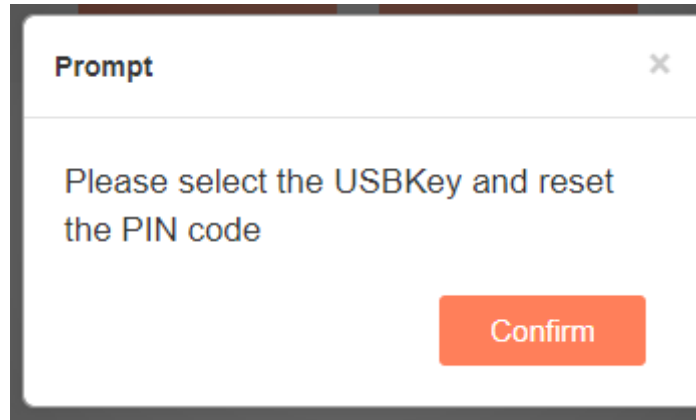 Prompt
×
Please select the USBKey and reset
the PIN code
Confirm